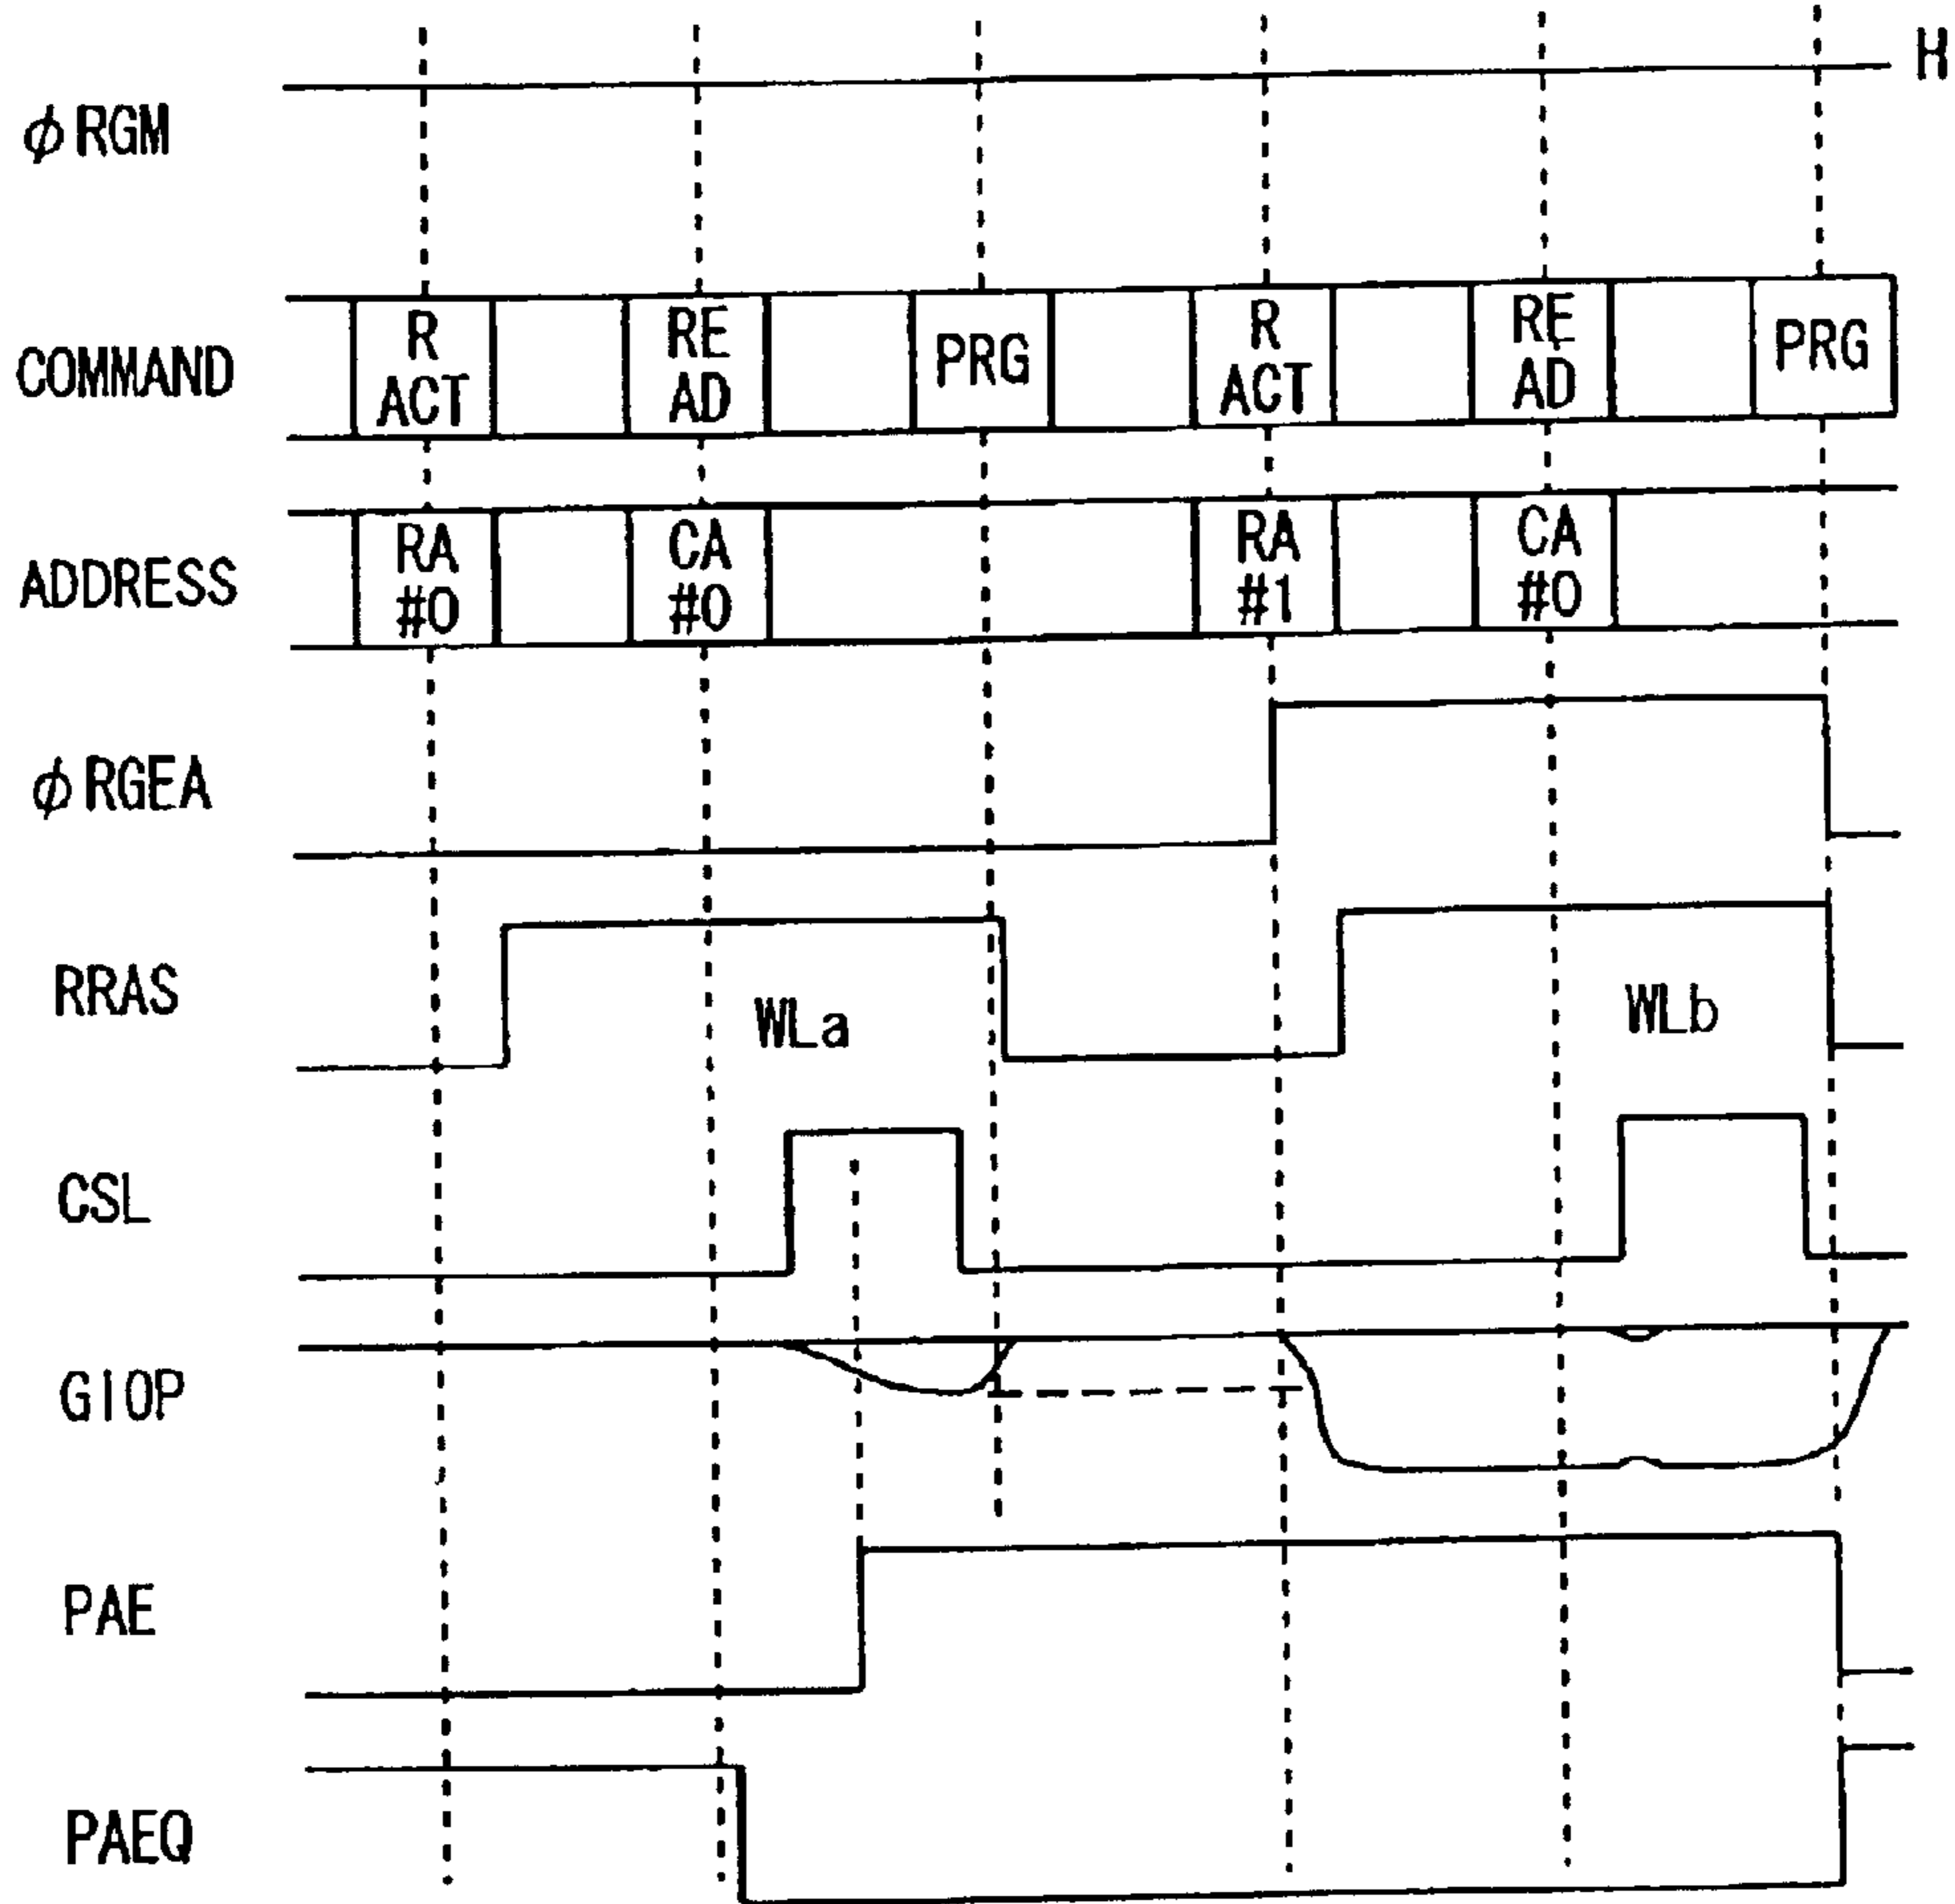 H
φRGM
COMMAND
R
ACT
RE
AD
PRG
R
ACT
RE
AD
PRG
ADDRESS
RA
#0
CA
#0
RA
#1
CA
#0
φRGEA
RRAS
WLa
WLb
CSL
GIOP
PAE
PAEQ